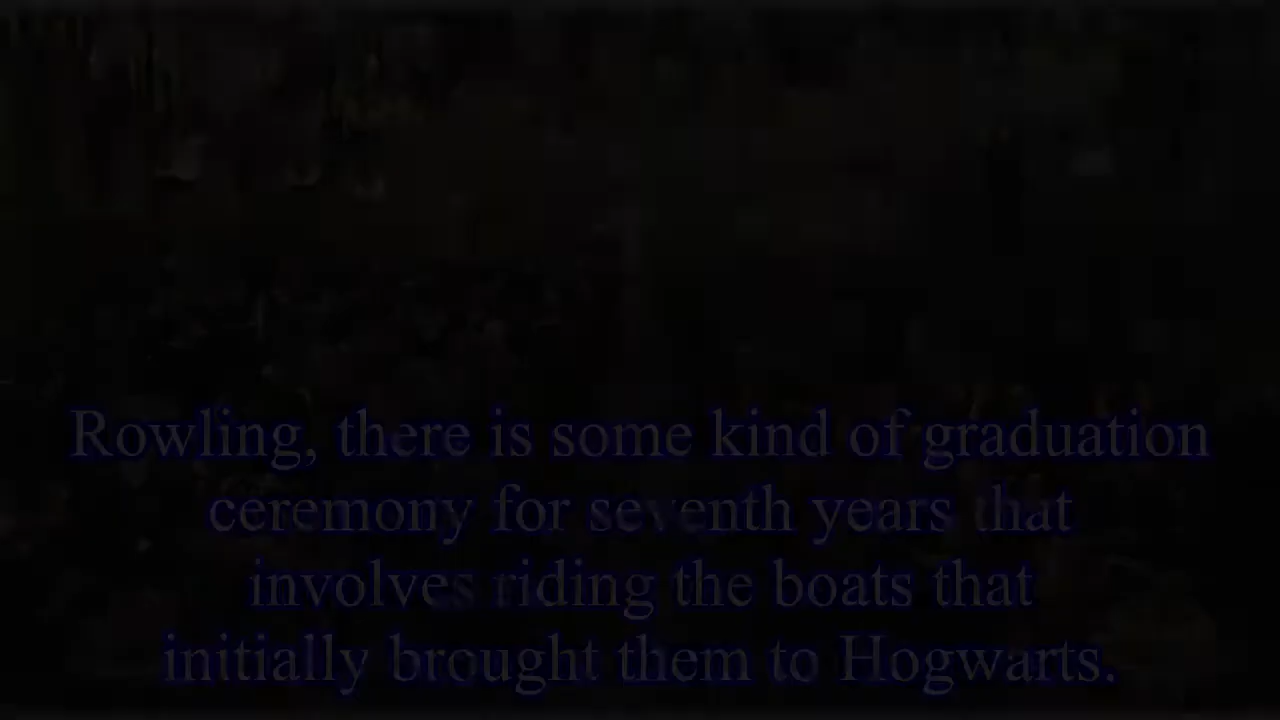 Rowling, there is some kind of graduation
ceremony for seventh years that
involves riding the boats that
initially brought them to Hogwarts.